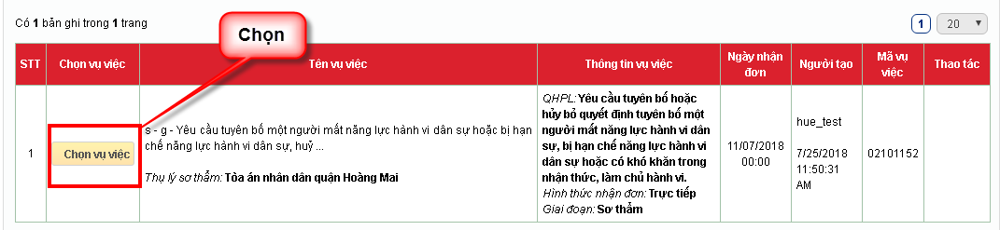 Có 1 bản ghi trong 1 trang
1
20
Chọn
STT
Chọn vụ việc
Tên vụ việc
Thông tin vụ việc
Ngày nhận
đơn
Người tạo
Mã vụ
việc
Thao tác
1
Chọn vụ việc
s - g - Yêu cầu tuyên bố một người mất năng lực hành vi dân sự hoặc bị hạn
chế năng lực hành vi dân sự, huỷ ...
Thụ lý sơ thẩm: Tòa án nhân dân quận Hoàng Mai
QHPL: Yêu cầu tuyên bố hoặc
hủy bỏ quyết định tuyên bố một
người mất năng lực hành vi dân
sự, bị hạn chế năng lực hành vi
dân sự hoặc có khó khăn trong
nhận thức, làm chủ hành vi.
Hình thức nhận đơn: Trực tiếp
Giai đoạn: Sơ thẩm
11/07/2018
00:00
hue_test
7/25/2018
11:50:31
AM
02101152